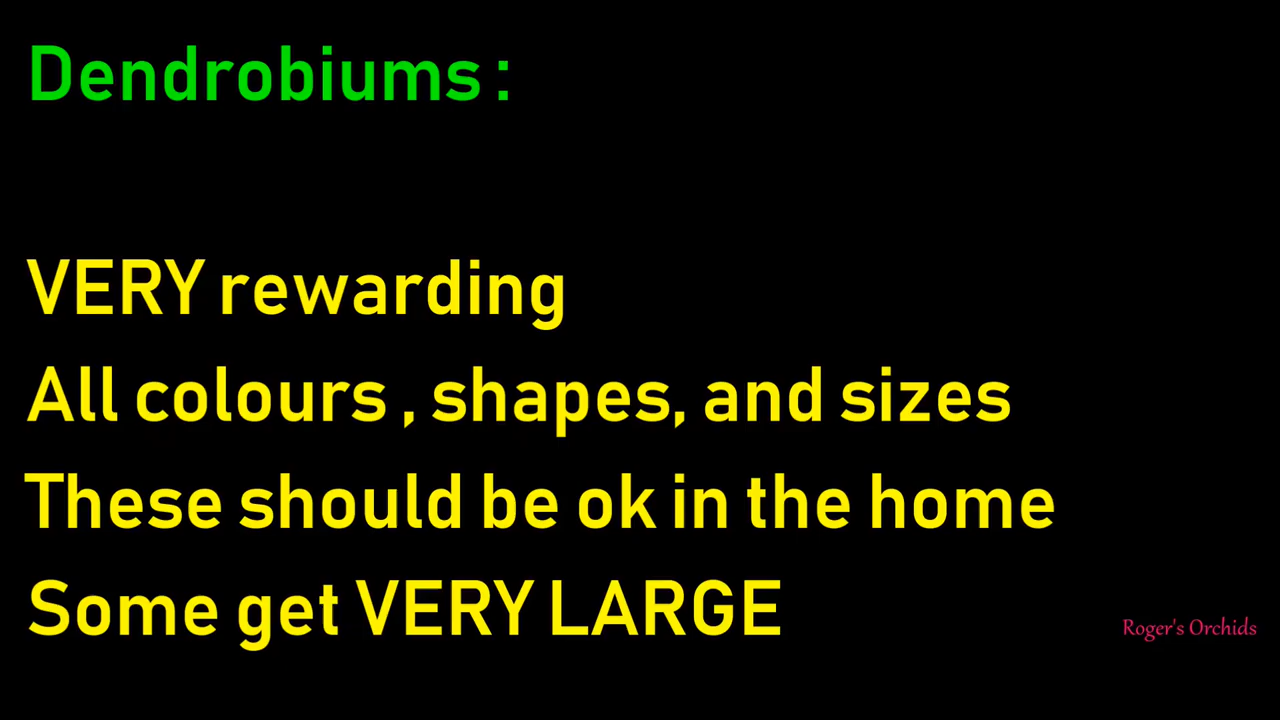 Dendrobiums :
VERY rewarding
All colours , shapes, and sizes
These should be ok in the home
Some get VERY LARGE
Roger's Orchids